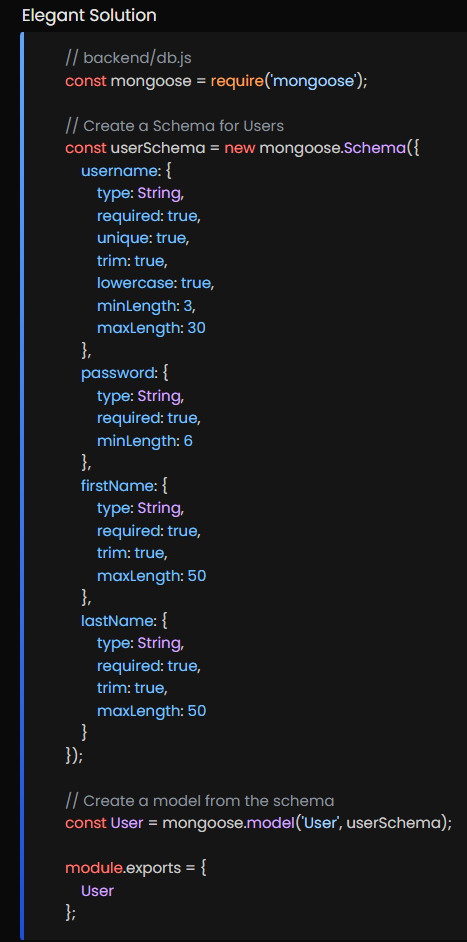 Elegant Solution
// backend/db.js
const mongoose = require('mongoose');
// Create a Schema for Users
const userSchema = new mongoose.Schema({
username: {
type: String,
required: true,
unique: true,
trim: true,
lowercase: true,
minLength: 3,
maxLength: 30
},
password: {
type: String,
required: true,
minLength: 6
},
firstName: {
type: String,
required: true,
trim: true,
maxLength: 50
},
lastName: {
type: String,
required: true,
trim: true,
maxLength: 50
}
});
// Create a model from the schema
const User = mongoose.model('User', userSchema);
module.exports = {
User
};